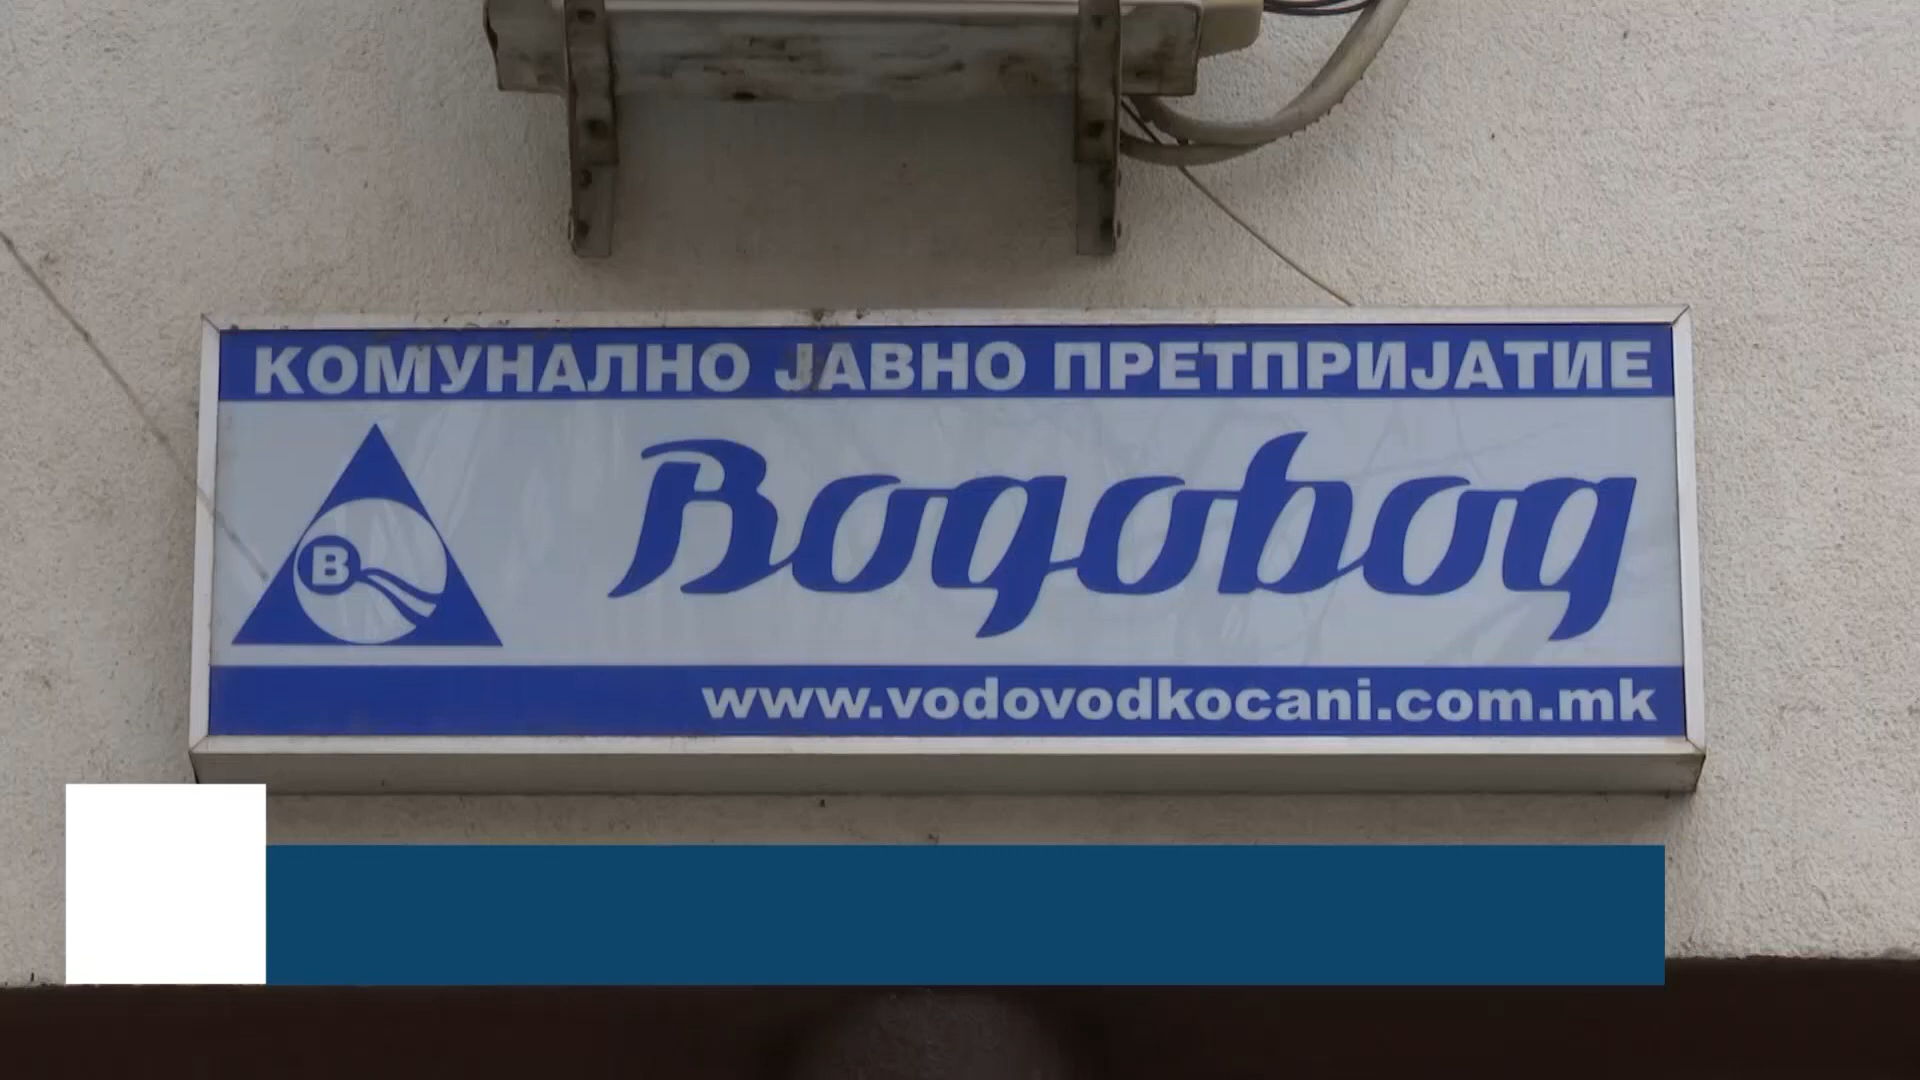 КОМУНАЛНО ЈАВНО ПРЕТПРИЈАТИЕ
B
Водовод
www.vodovodkocani.com.mk